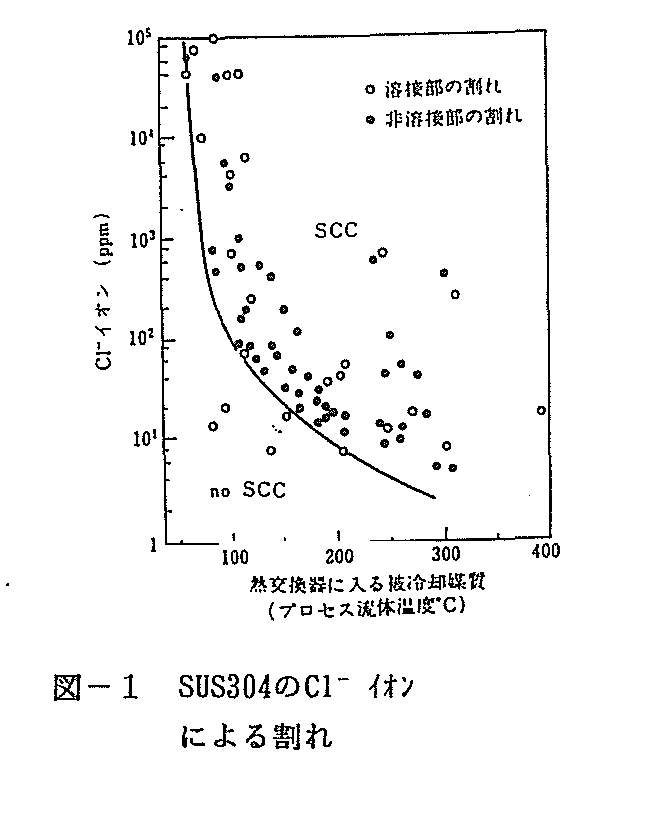 10⁵
○ 溶接部の割れ
● 非溶接部の割れ
10⁴
SCC
10³
Cl⁻イオン (ppm)
10²
10¹
no SCC
1
100 200 300 400
熱交換器に入る被冷却媒質
(プロセス流体温度°C)
図－1 SUS304のCl⁻ ｲｵﾝ
による割れ